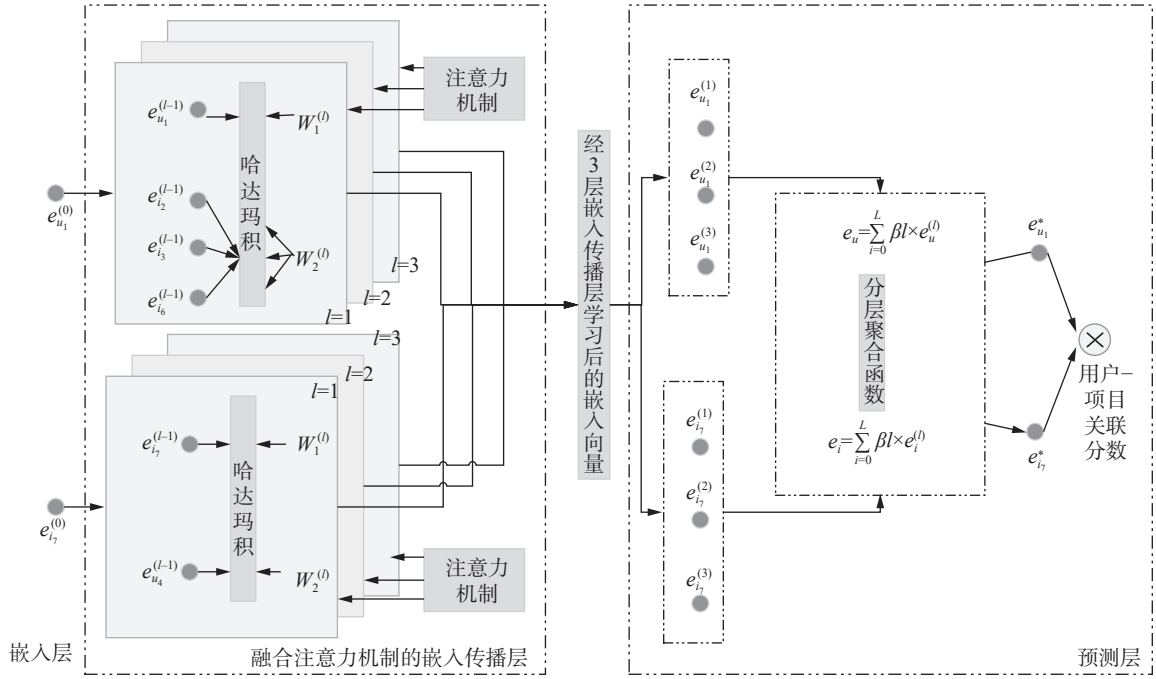 注意力
机制
e_{u_1}^{(l-1)}
W_1^{(l)}
哈达玛积
e_{u_1}^{(0)}
e_{i_2}^{(l-1)}
e_{i_3}^{(l-1)}
W_2^{(l)}
e_{i_6}^{(l-1)}
l=3
l=2
l=1
l=3
l=2
l=1
e_{i_7}^{(l-1)}
W_1^{(l)}
哈达玛积
e_{i_7}^{(0)}
e_{u_4}^{(l-1)}
W_2^{(l)}
注意力
机制
嵌入层
融合注意力机制的嵌入传播层
经3层嵌入传播层学习后的嵌入向量
e_{u_1}^{(1)}
e_{u_1}^{(2)}
e_{u_1}^{(3)}
e_{i_7}^{(1)}
e_{i_7}^{(2)}
e_{i_7}^{(3)}
e_u=\sum_{i=0}^{L} βl×e_u^{(l)}
分层聚合函数
e_i=\sum_{i=0}^{L} βl×e_i^{(l)}
e_{u_1}^*
e_{i_7}^*
用户–
项目
关联
分数
预测层